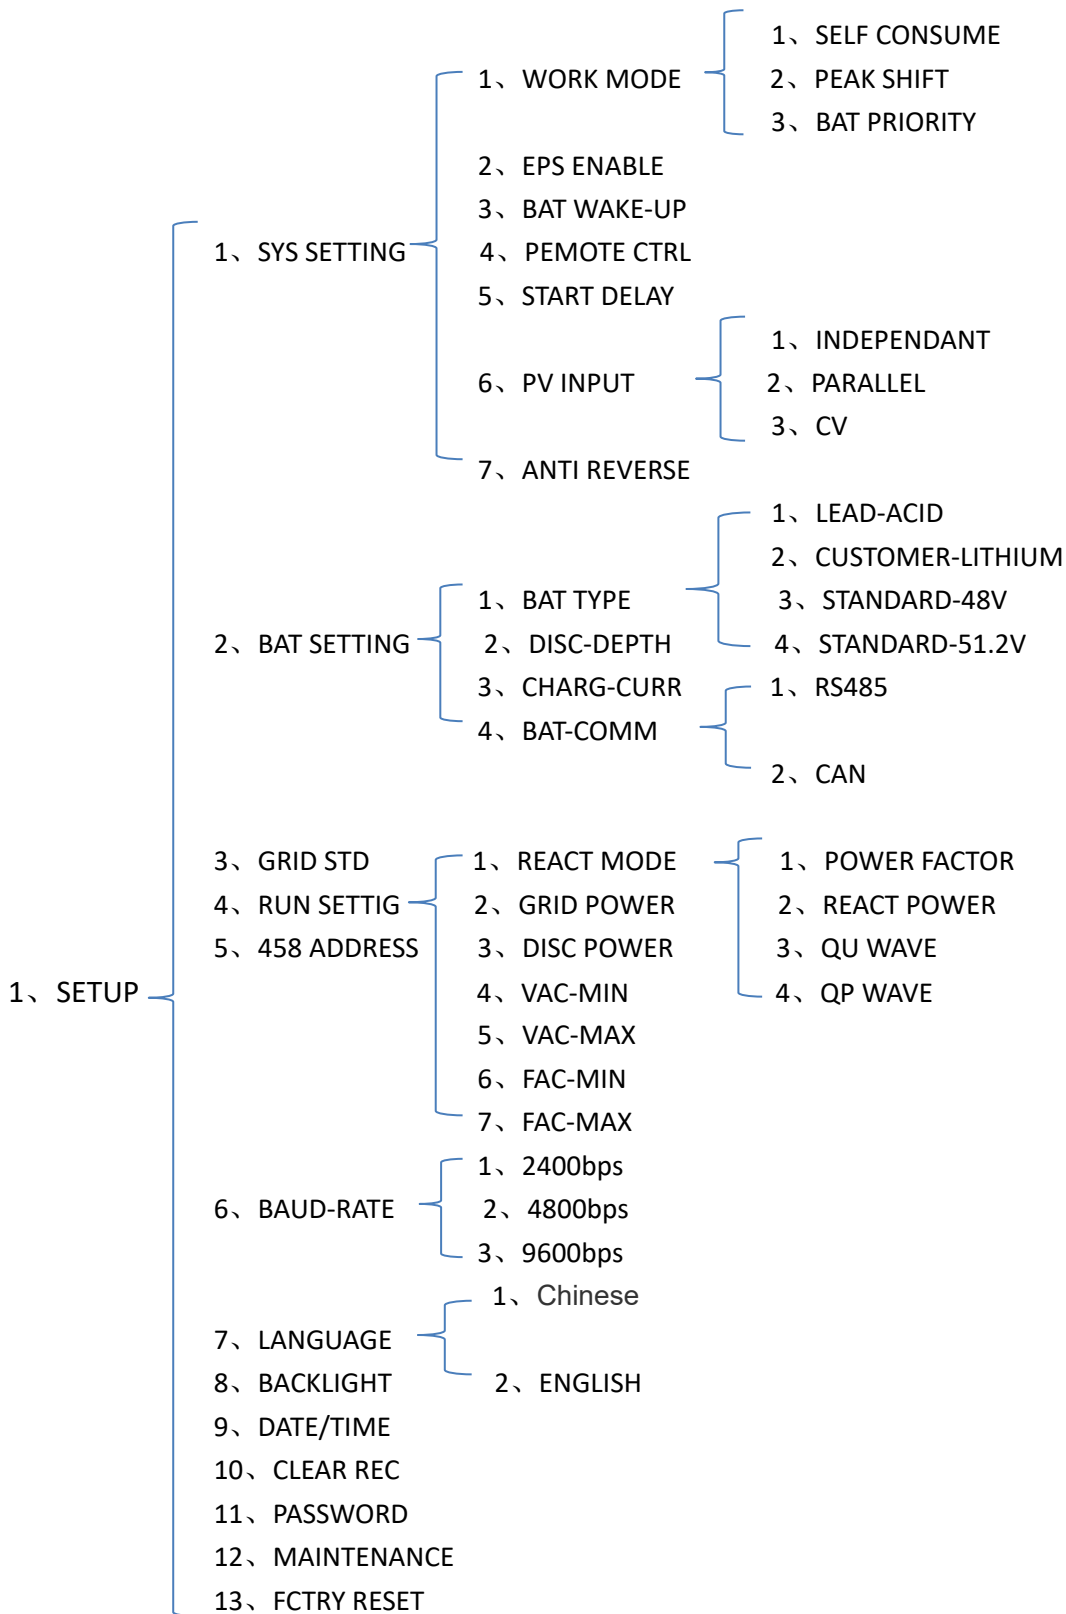 1、SELF CONSUME
1、WORK MODE
2、PEAK SHIFT
3、BAT PRIORITY
2、EPS ENABLE
3、BAT WAKE-UP
1、SYS SETTING
4、PEMOTE CTRL
5、START DELAY
1、INDEPENDANT
6、PV INPUT
2、PARALLEL
3、CV
7、ANTI REVERSE
1、LEAD-ACID
2、CUSTOMER-LITHIUM
1、BAT TYPE
3、STANDARD-48V
2、BAT SETTING
2、DISC-DEPTH
4、STANDARD-51.2V
3、CHARG-CURR
1、RS485
4、BAT-COMM
2、CAN
3、GRID STD
1、REACT MODE
1、POWER FACTOR
4、RUN SETTIG
2、GRID POWER
2、REACT POWER
5、458 ADDRESS
3、DISC POWER
3、QU WAVE
1、SETUP
4、VAC-MIN
4、QP WAVE
5、VAC-MAX
6、FAC-MIN
7、FAC-MAX
1、2400bps
6、BAUD-RATE
2、4800bps
3、9600bps
1、Chinese
7、LANGUAGE
8、BACKLIGHT
2、ENGLISH
9、DATE/TIME
10、CLEAR REC
11、PASSWORD
12、MAINTENANCE
13、FCTRY RESET